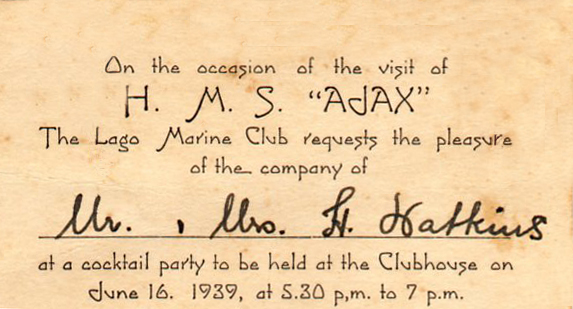 On the occasion of the visit of
H. M. S. "AJAX"
The Lago Marine Club requests the pleasure
of the company of
Mr. , Mrs. H. Watkins
at a cocktail party to be held at the Clubhouse on
June 16. 1939, at 5.30 p,m. to 7 p.m.